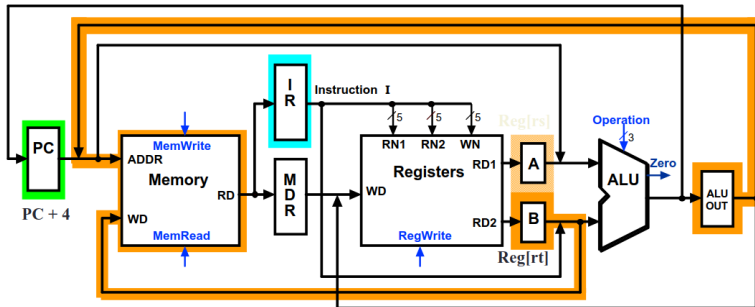 I
R
Instruction I
Operation
3
5
5
5
Reg[rs]
PC
MemWrite
ADDR
RN1 RN2 WN
Registers
RD1
A
Zero
Memory
M
D
R
ALU
RD
WD
ALU
OUT
PC + 4
WD
RD2
B
MemRead
RegWrite
Reg[rt]